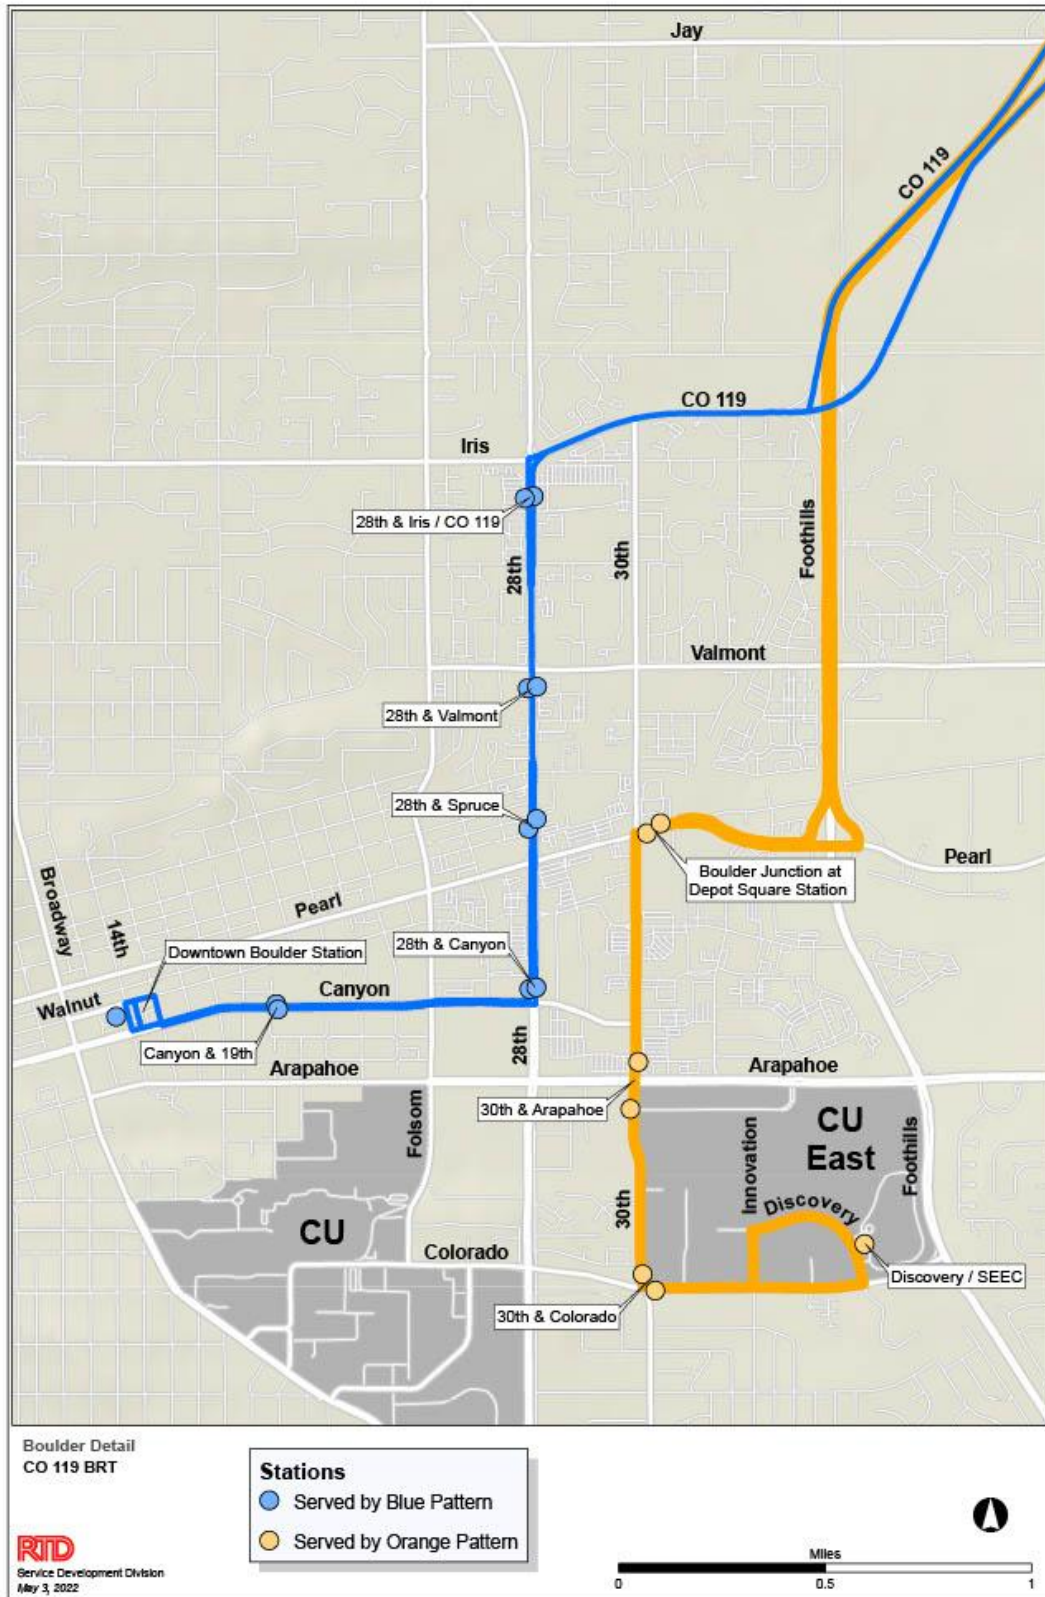 Jay
CO 119
CO 119
Iris
28th & Iris / CO 119
28th
30th
Foothills
Valmont
28th & Valmont
28th & Spruce
Boulder Junction at
Depot Square Station
Pearl
Broadway
14th
Pearl
Downtown Boulder Station
28th & Canyon
Walnut
Canyon
Canyon & 19th
28th
Arapahoe
Arapahoe
30th & Arapahoe
Folsom
CU
East
Innovation
Foothills
Discovery
30th
CU
Colorado
Discovery / SEEC
30th & Colorado
Boulder Detail
CO 119 BRT
Stations
Served by Blue Pattern
Served by Orange Pattern
RTD
Service Development Division
May 3, 2022
Miles
0 0.5 1